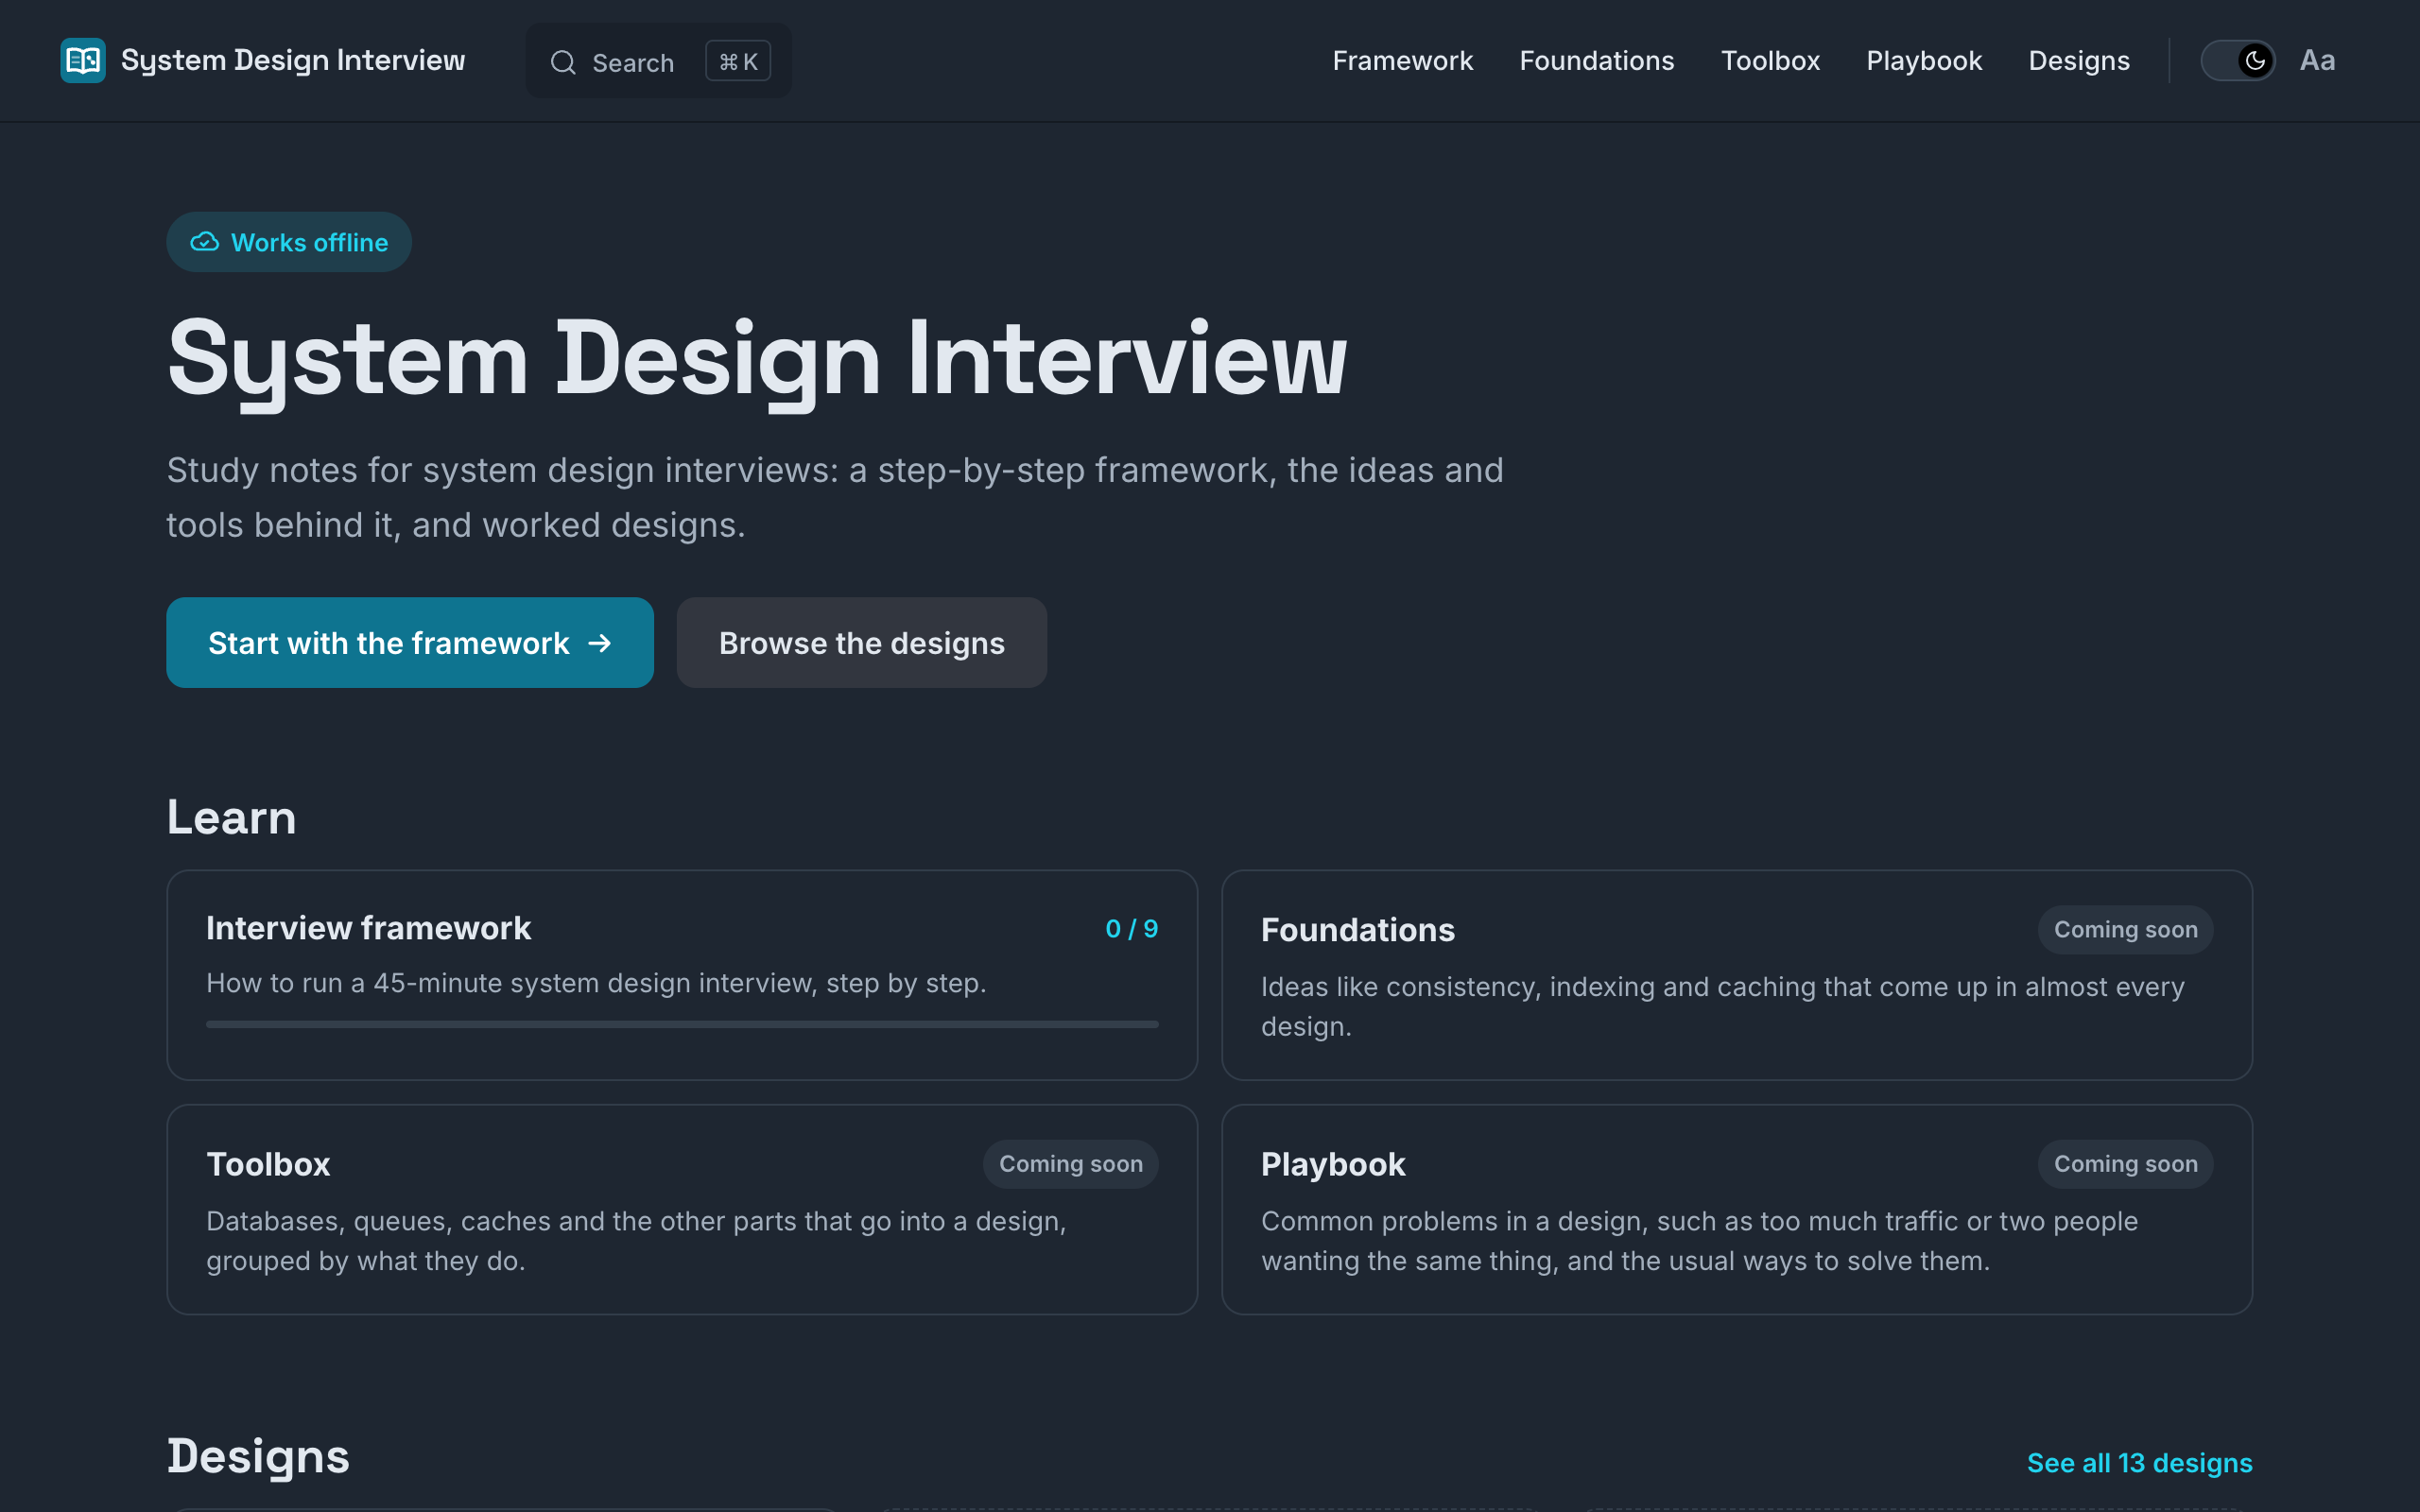 System Design Interview
Search
⌘ K
Framework
Foundations
Toolbox
Playbook
Designs
Aa
Works offline
System Design Interview
Study notes for system design interviews: a step-by-step framework, the ideas and
tools behind it, and worked designs.
Start with the framework →
Browse the designs
Learn
Interview framework
0 / 9
How to run a 45-minute system design interview, step by step.
Foundations
Coming soon
Ideas like consistency, indexing and caching that come up in almost every
design.
Toolbox
Coming soon
Databases, queues, caches and the other parts that go into a design,
grouped by what they do.
Playbook
Coming soon
Common problems in a design, such as too much traffic or two people
wanting the same thing, and the usual ways to solve them.
Designs
See all 13 designs